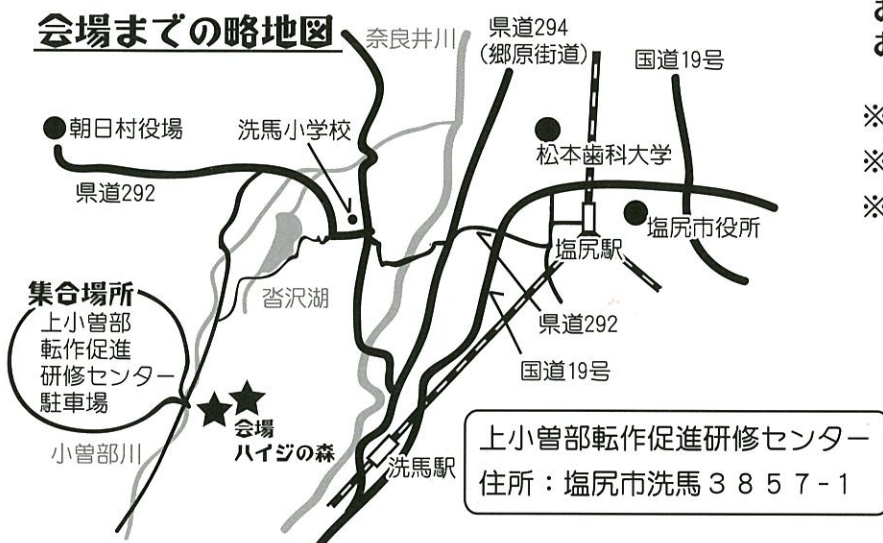 会場までの略地図
奈良井川
県道294
(郷原街道)
国道19号
お
※
※
※
朝日村役場
洗馬小学校
松本歯科大学
県道292
塩尻市役所
塩尻駅
集合場所
上小曽部
転作促進
研修センター
駐車場
沓沢湖
県道292
国道19号
会場
ハイジの森
小曽部川
洗馬駅
上小曽部転作促進研修センター
住所：塩尻市洗馬3857-1